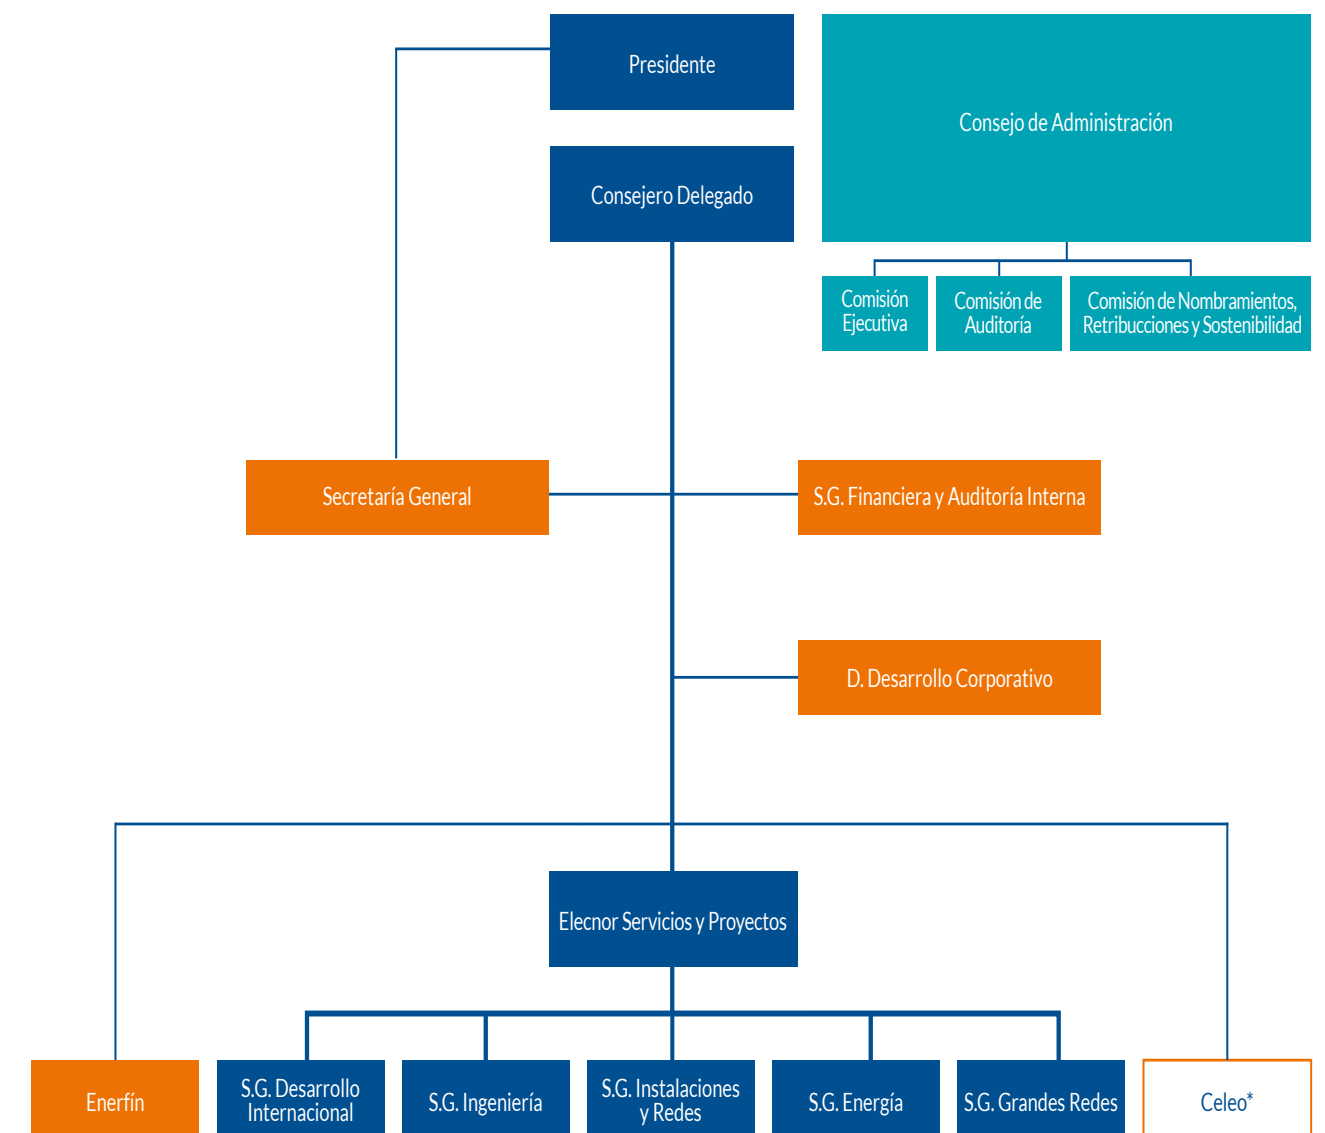 Presidente
Consejo de Administración
Consejero Delegado
Comisión
Ejecutiva
Comisión de
Auditoría
Comisión de Nombramientos,
Retribucciones y Sostenibilidad
Secretaría General
S.G. Financiera y Auditoría Interna
D. Desarrollo Corporativo
Elecnor Servicios y Proyectos
Enerfín
S.G. Desarrollo
Internacional
S.G. Ingeniería
S.G. Instalaciones
y Redes
S.G. Energía
S.G. Grandes Redes
Celeo*